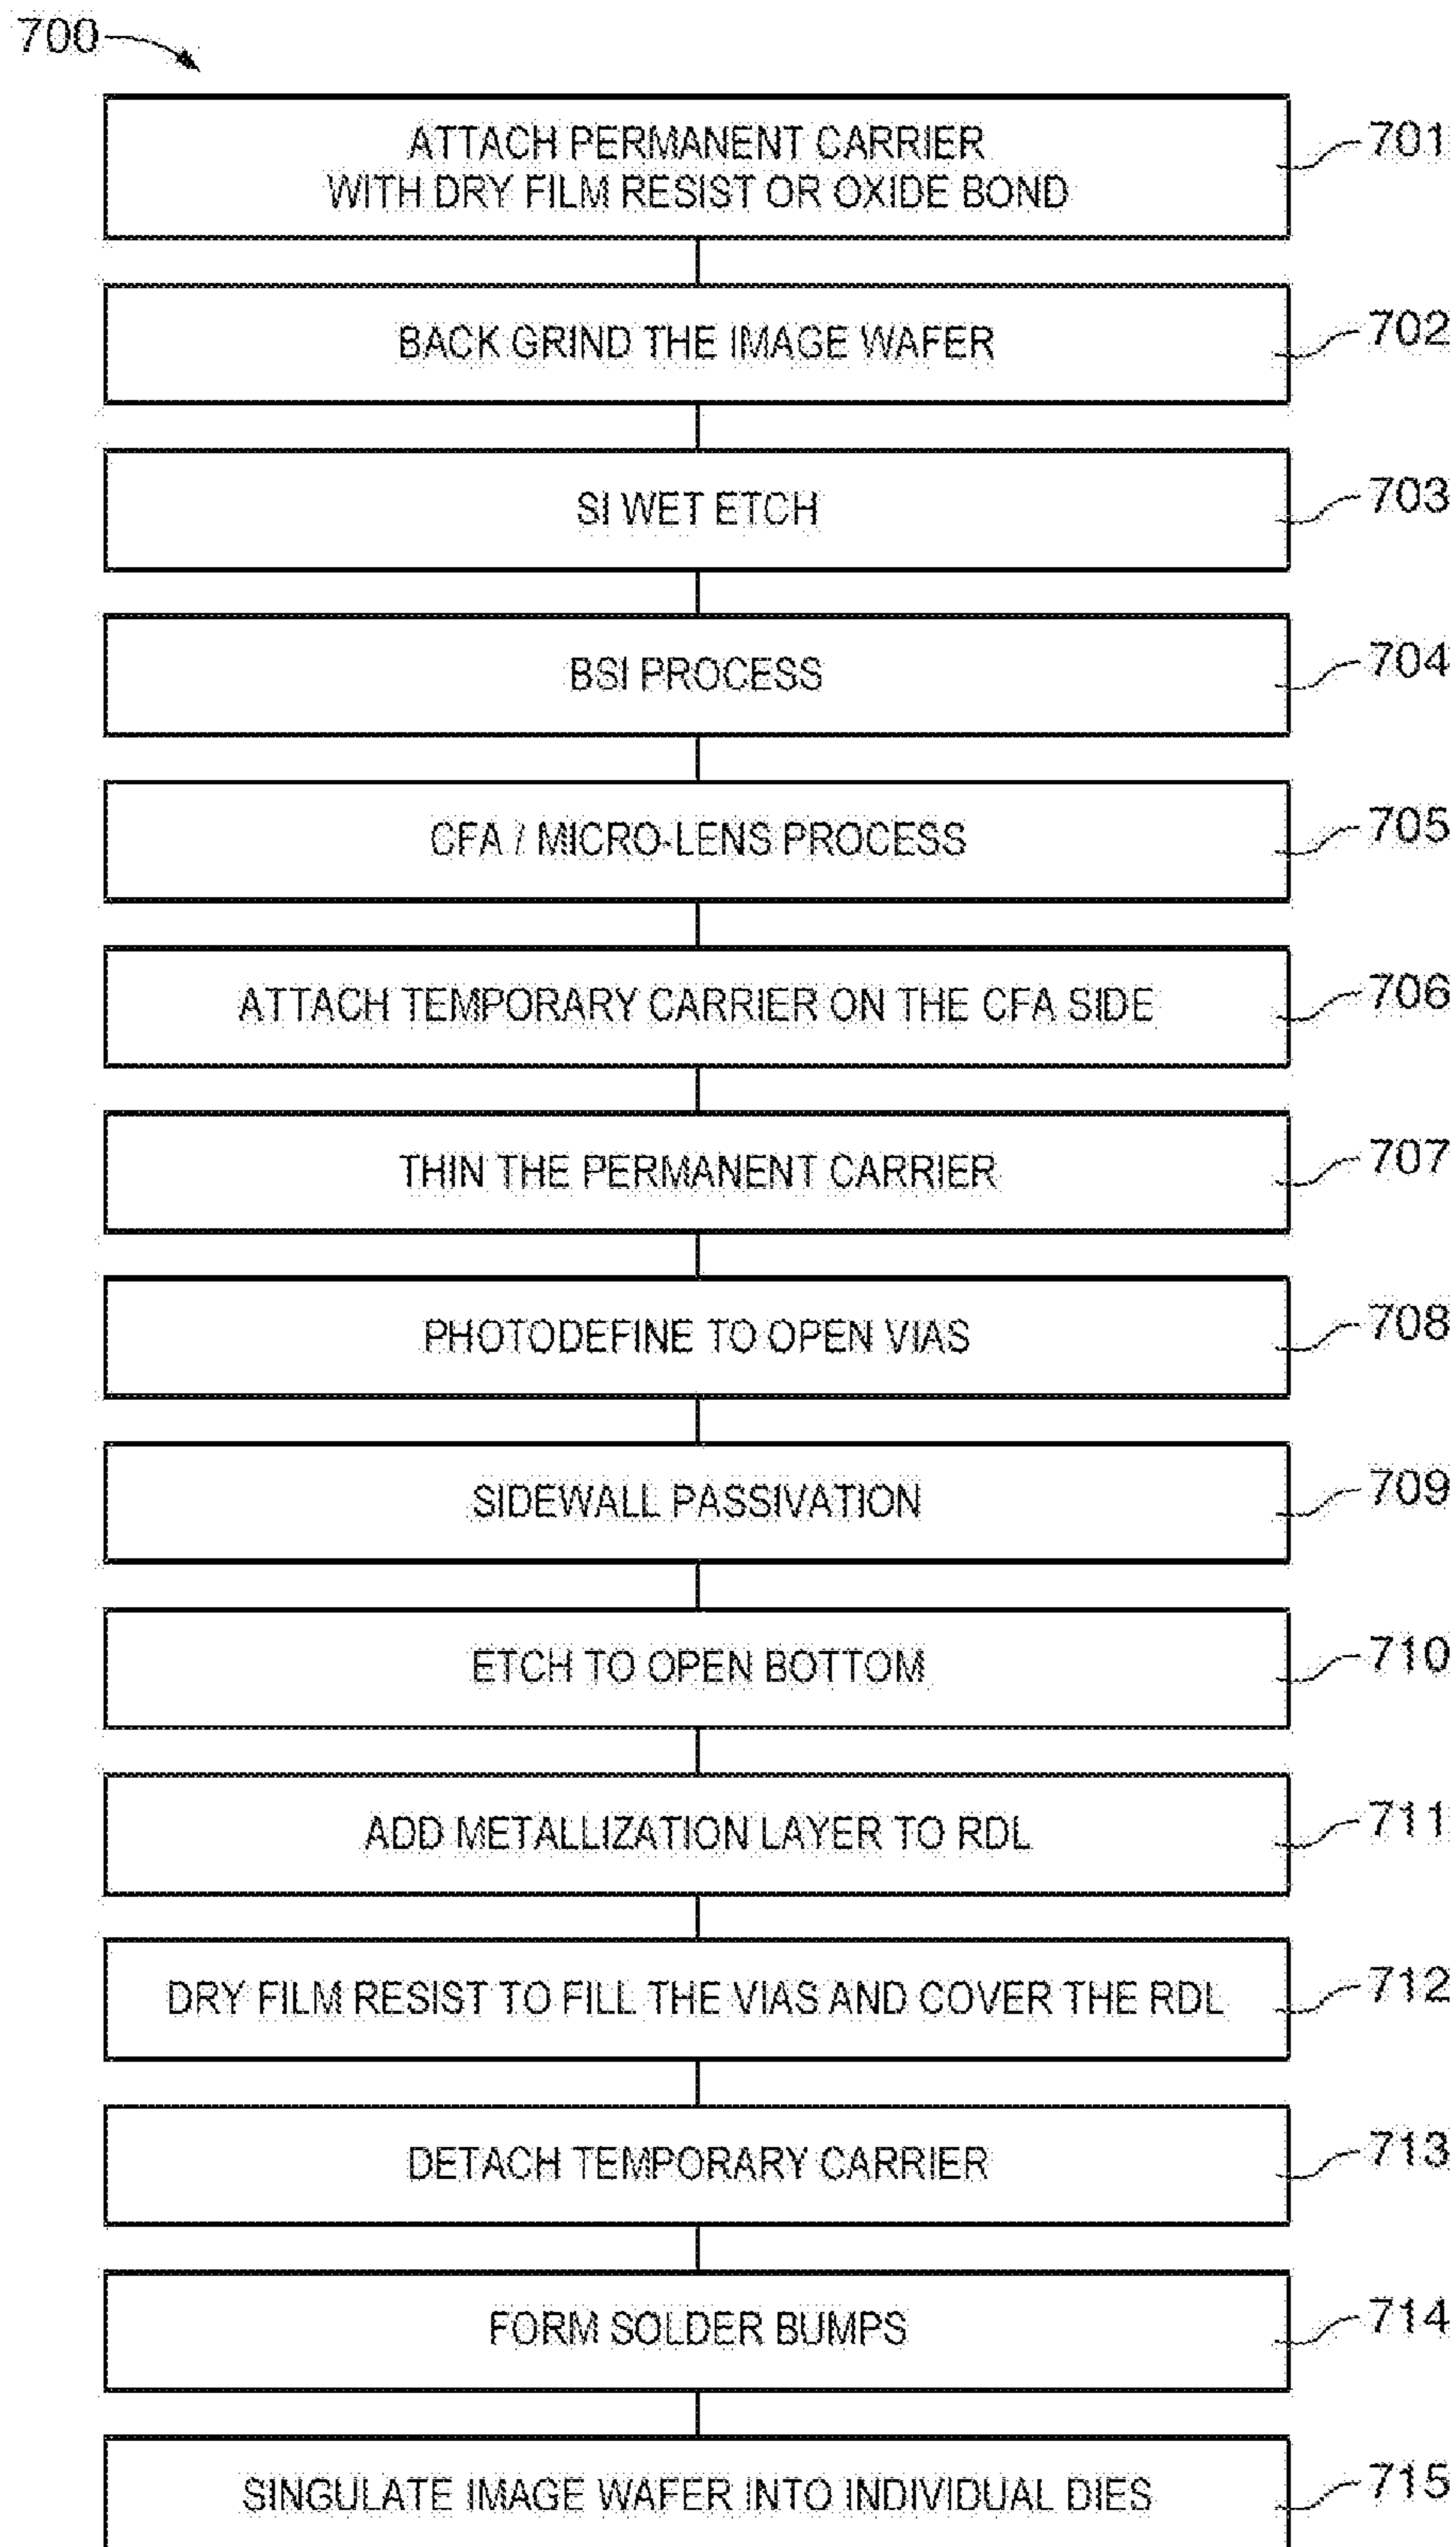 700
ATTACH PERMANENT CARRIER
WITH DRY FILM RESIST OR OXIDE BOND
701
BACK GRIND THE IMAGE WAFER
702
SI WET ETCH
703
BSI PROCESS
704
CFA / MICRO-LENS PROCESS
705
ATTACH TEMPORARY CARRIER ON THE CFA SIDE
706
THIN THE PERMANENT CARRIER
707
PHOTODEFINE TO OPEN VIAS
708
SIDEWALL PASSIVATION
709
ETCH TO OPEN BOTTOM
710
ADD METALLIZATION LAYER TO RDL
711
DRY FILM RESIST TO FILL THE VIAS AND COVER THE RDL
712
DETACH TEMPORARY CARRIER
713
FORM SOLDER BUMPS
714
SINGULATE IMAGE WAFER INTO INDIVIDUAL DIES
715